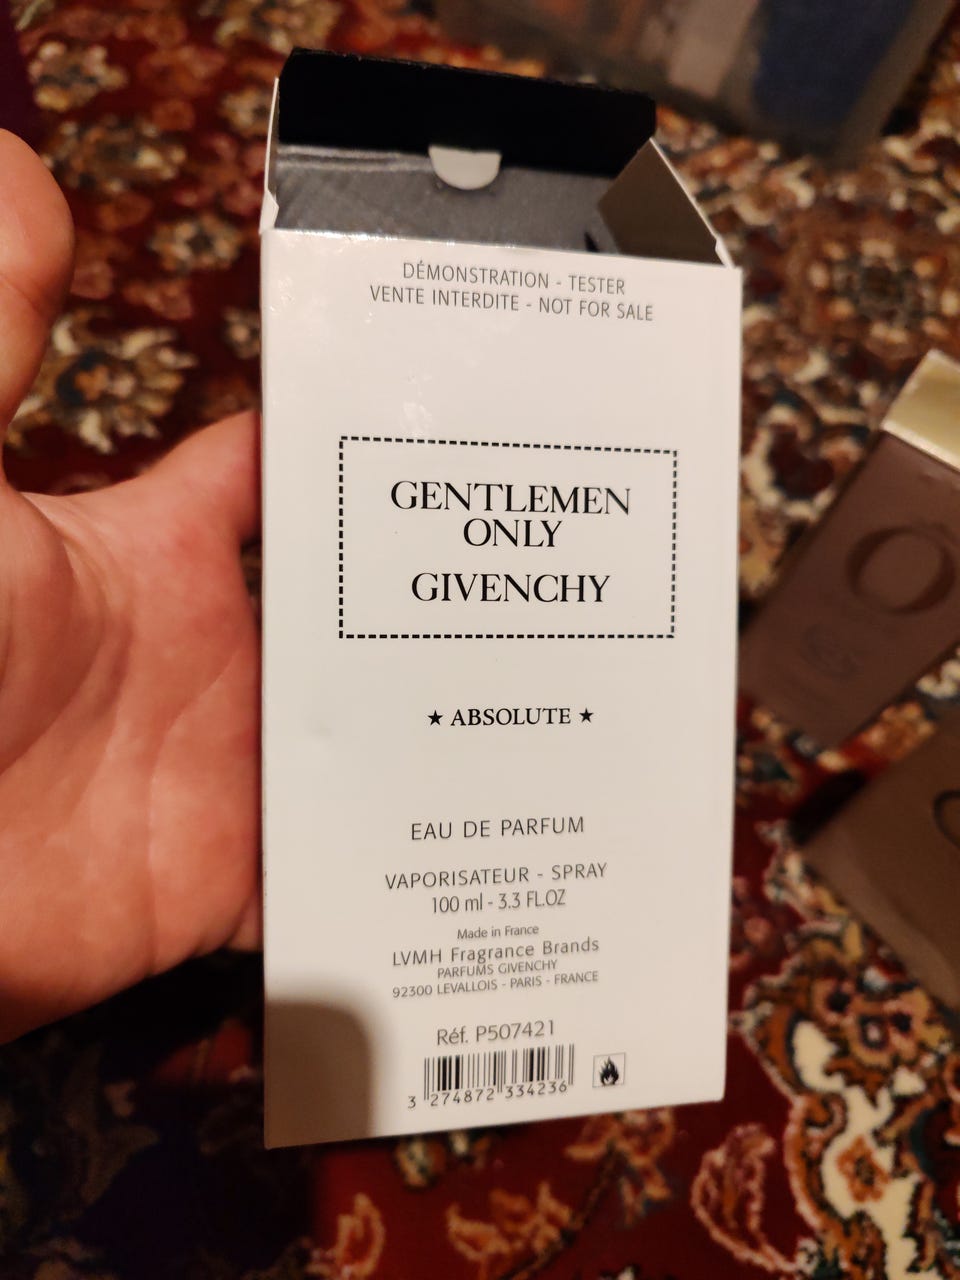 DÉMONSTRATION - TESTER
VENTE INTERDITE - NOT FOR SALE
GENTLEMEN
ONLY
GIVENCHY
★ ABSOLUTE ★
EAU DE PARFUM
VAPORISATEUR - SPRAY
100 ml - 3.3 FL.OZ
Made in France
LVMH Fragrance Brands
PARFUMS GIVENCHY
92300 LEVALLOIS - PARIS - FRANCE
Réf. P507421
3 274872 334236